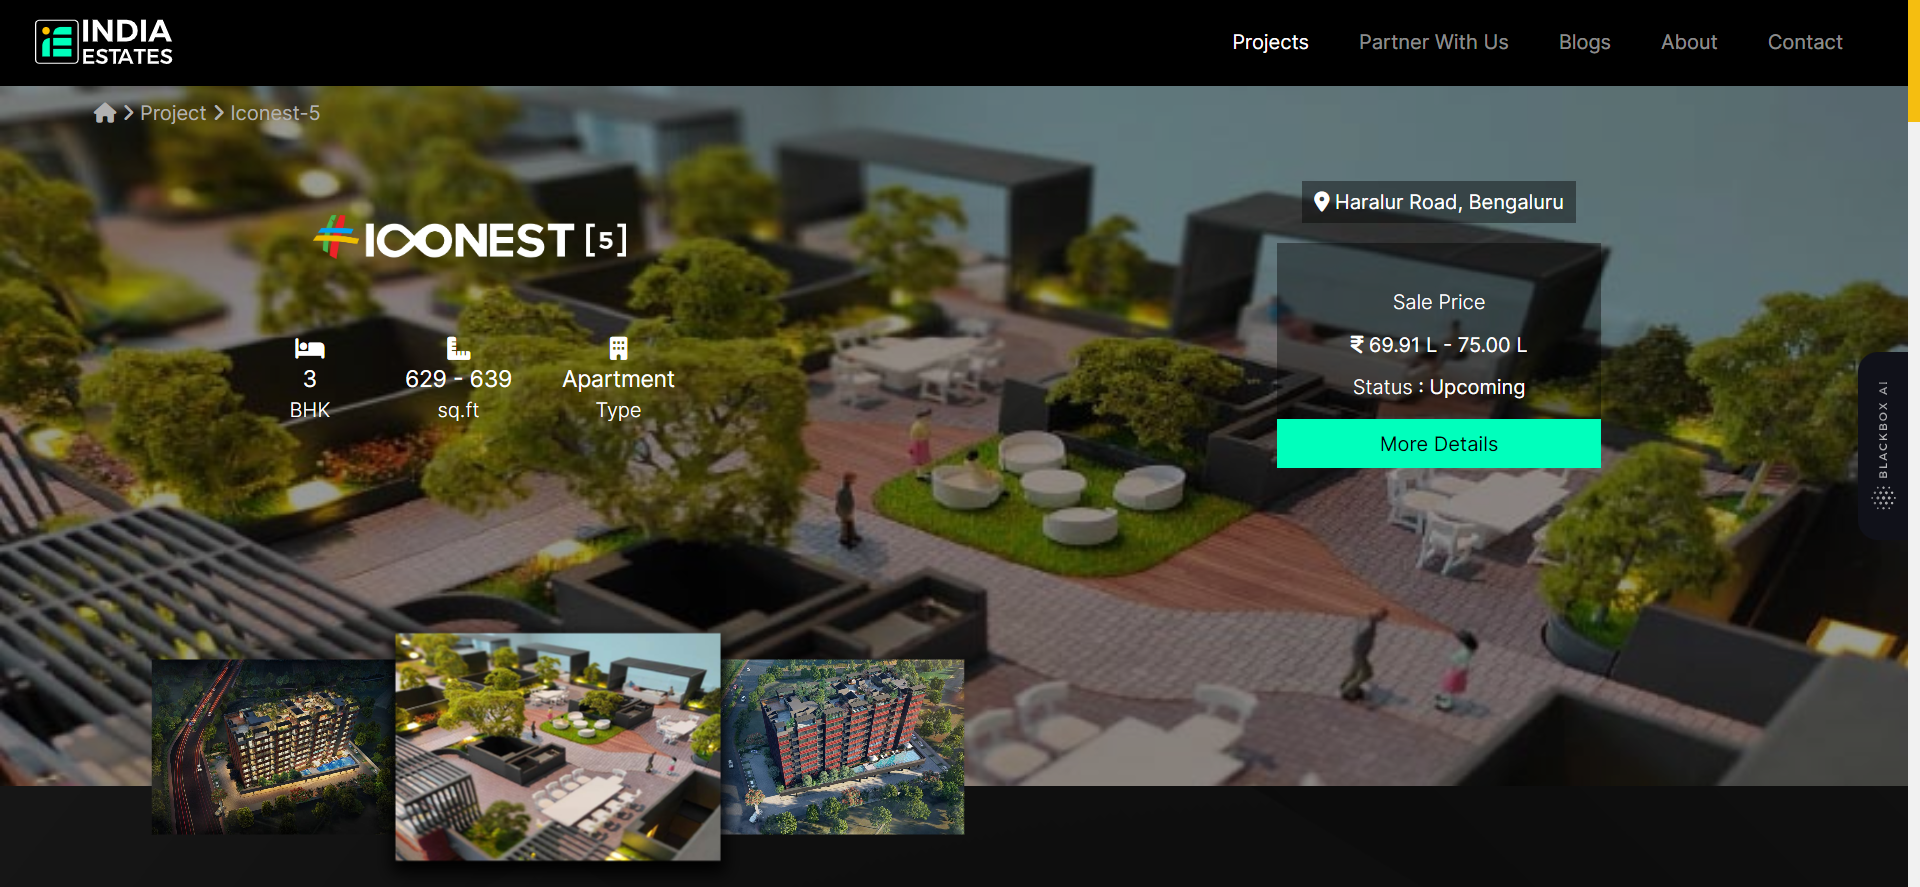 INDIA
ESTATES
Projects
Partner With Us
Blogs
About
Contact
Project
Iconest-5
ICONEST [5]
3
BHK
629 - 639
sq.ft
Apartment
Type
Haralur Road, Bengaluru
Sale Price
₹ 69.91 L - 75.00 L
Status : Upcoming
More Details
BLACKBOX AI